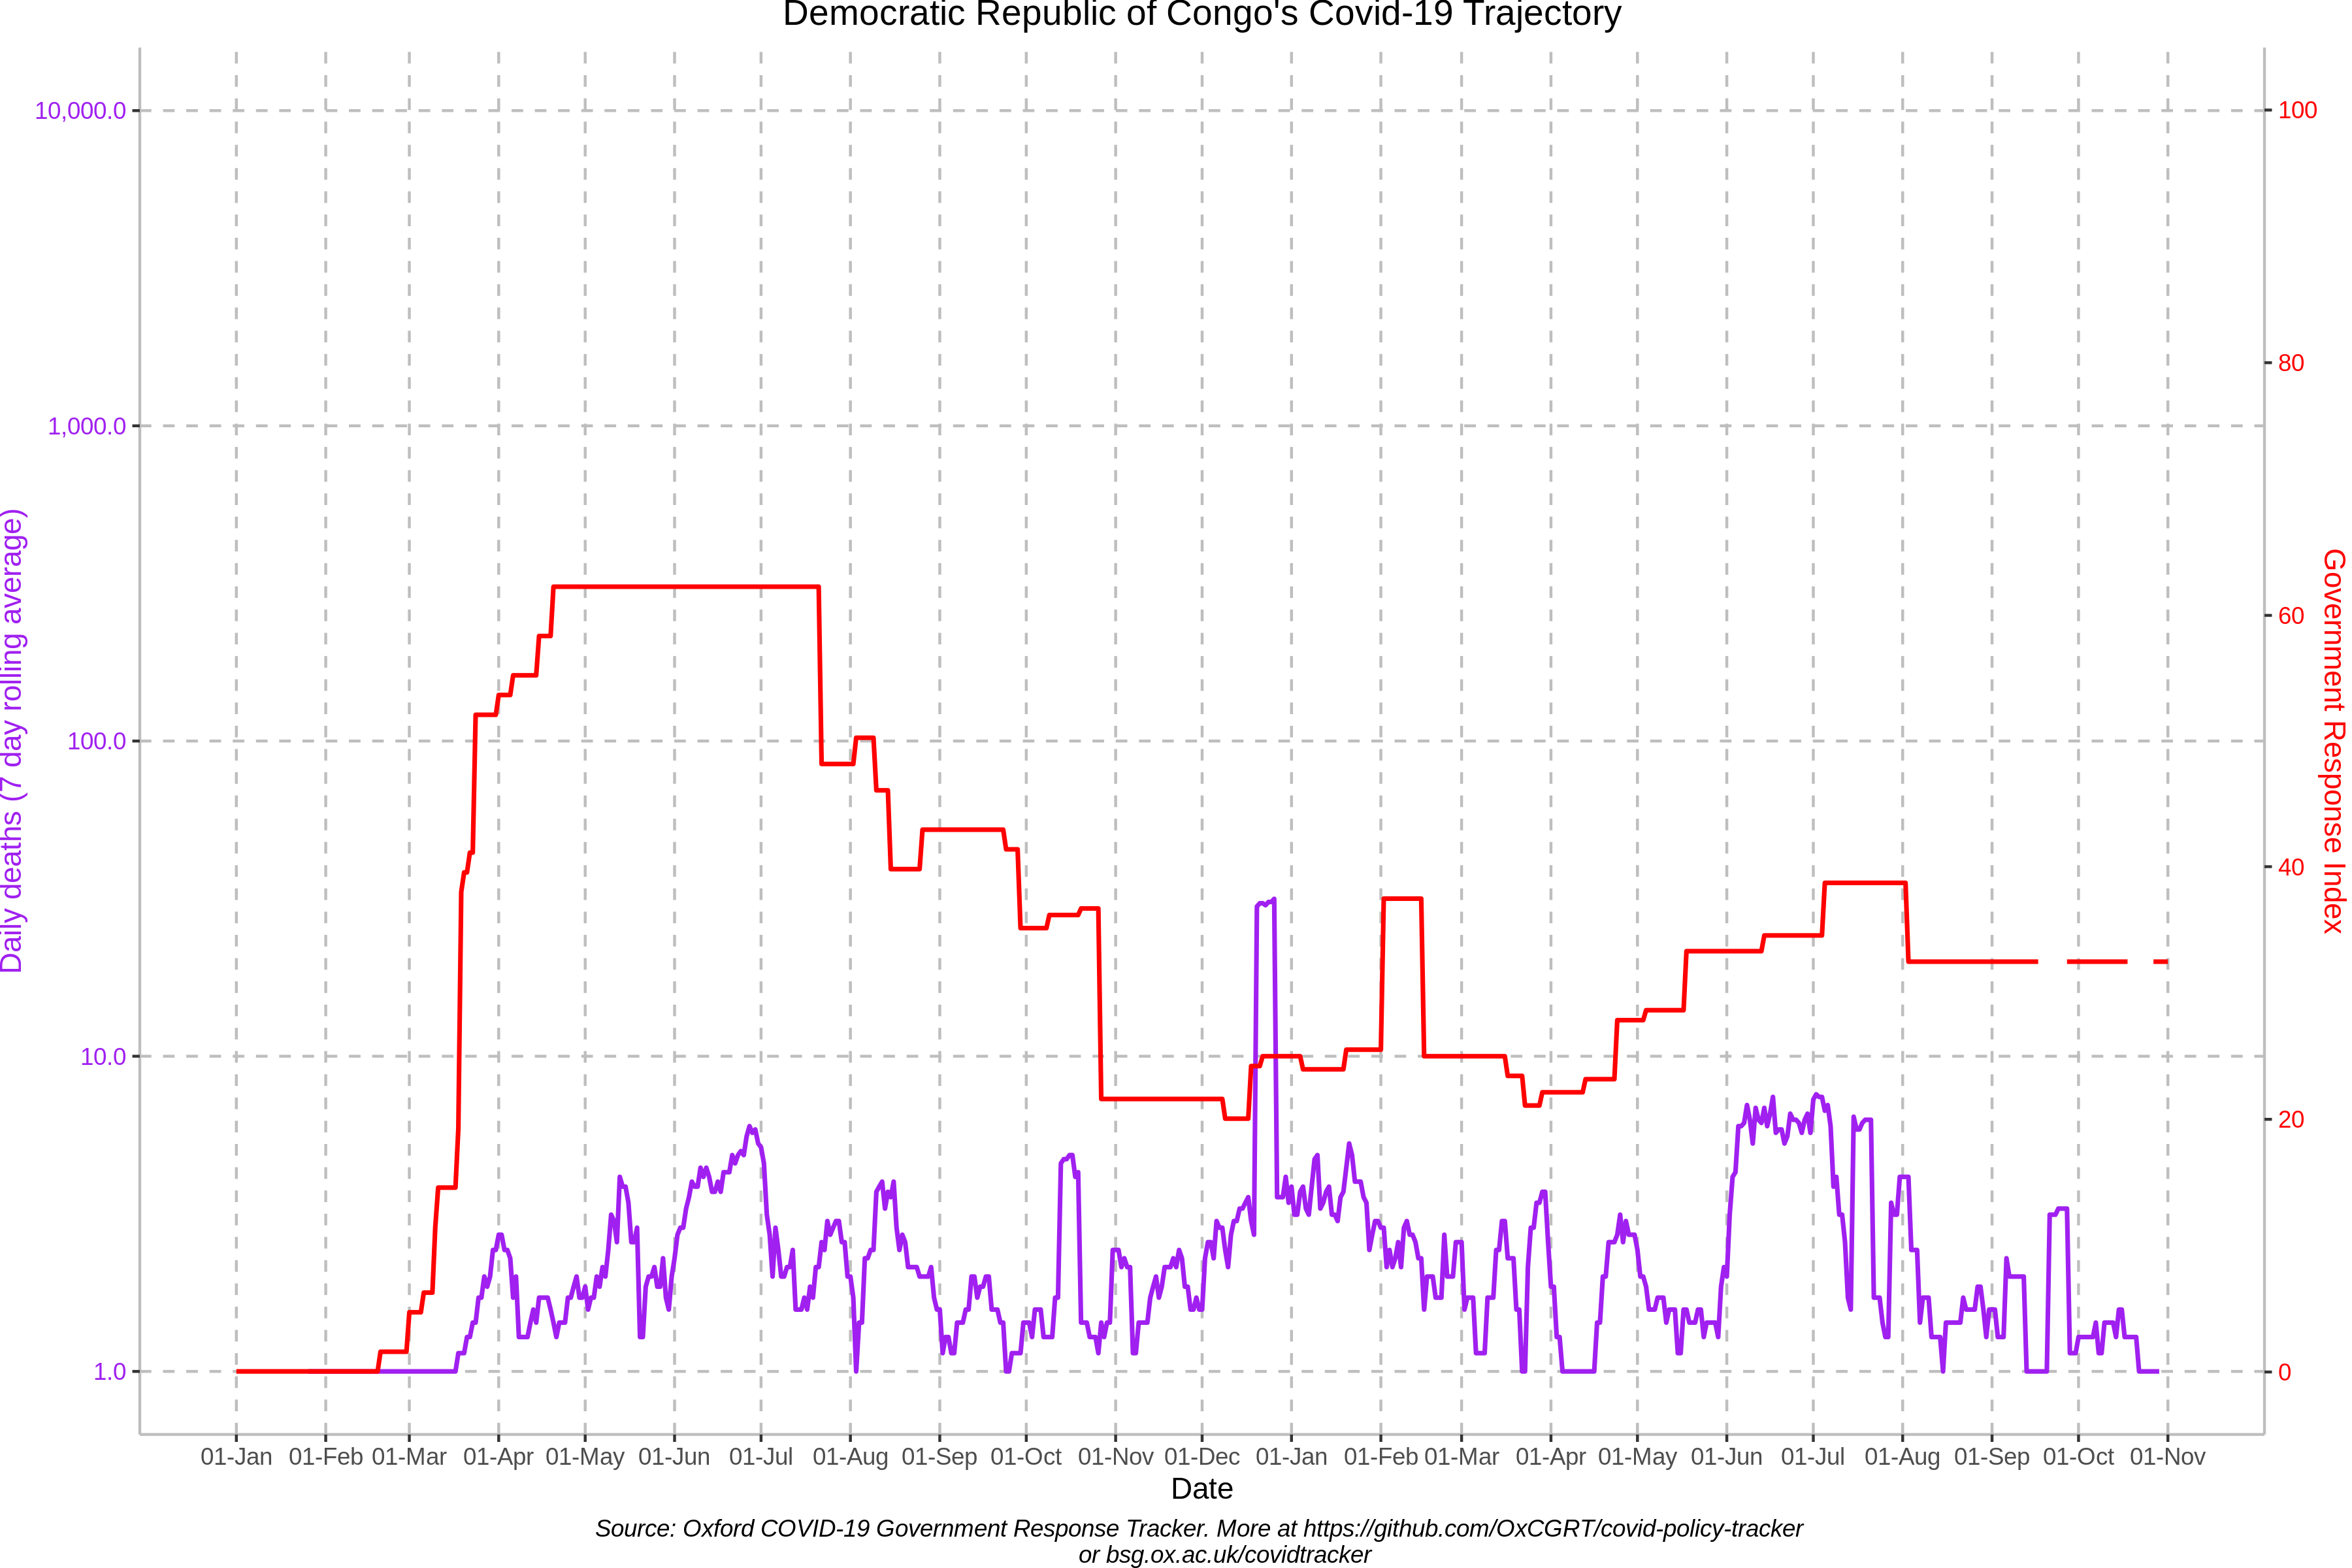 Democratic Republic of Congo's Covid-19 Trajectory
10,000.0
1,000.0
100.0
10.0
1.0
Daily deaths (7 day rolling average)
100
80
60
40
20
0
Government Response Index
01-Jan 01-Feb 01-Mar 01-Apr 01-May 01-Jun 01-Jul 01-Aug 01-Sep 01-Oct 01-Nov 01-Dec 01-Jan 01-Feb 01-Mar 01-Apr 01-May 01-Jun 01-Jul 01-Aug 01-Sep 01-Oct 01-Nov
Date
Source: Oxford COVID-19 Government Response Tracker. More at https://github.com/OxCGRT/covid-policy-tracker
or bsg.ox.ac.uk/covidtracker